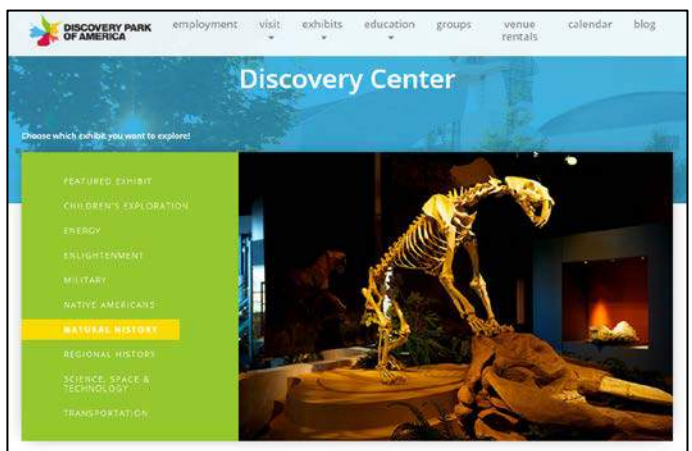 DISCOVERY PARK
OF AMERICA
employment visit exhibits education groups venue rentals calendar blog
Discovery Center
Choose which exhibit you want to explore!
FEATURED EXHIBIT
CHILDREN'S EXPLORATION
ENERGY
ENLIGHTENMENT
MILITARY
NATIVE AMERICANS
NATURAL HISTORY
REGIONAL HISTORY
SCIENCE, SPACE &
TECHNOLOGY
TRANSPORTATION